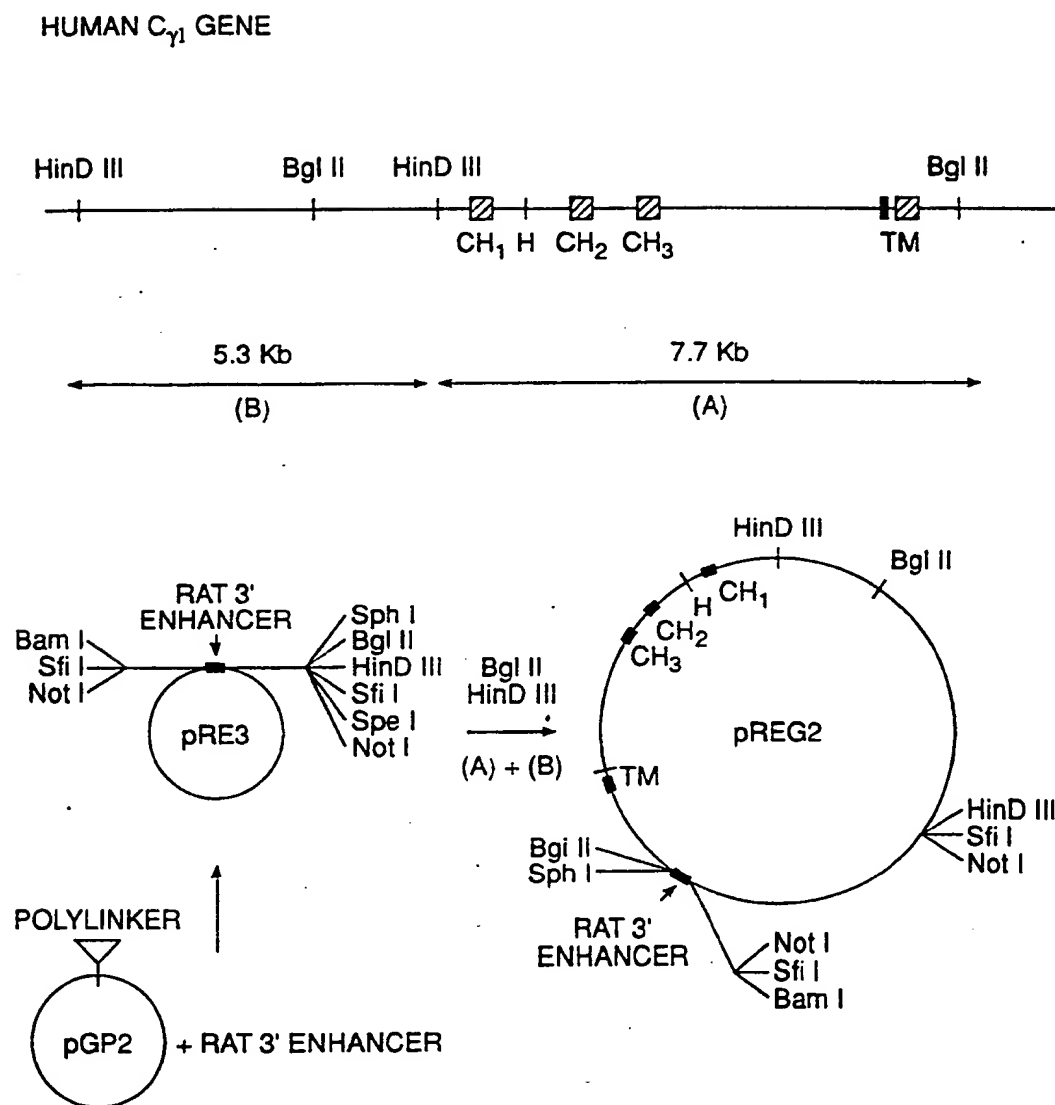 HUMAN Cγ1 GENE
HinD III
Bgl II
HinD III
Bgl II
CH1
H
CH2
CH3
TM
5.3 Kb
7.7 Kb
(B)
(A)
RAT 3'
ENHANCER
Bam I
Sfi I
Not I
Sph I
Bgl II
HinD III
Sfi I
Spe I
Not I
pRE3
Bgl II
HinD III
(A) + (B)
HinD III
Bgl II
CH1
H
CH2
CH3
pREG2
TM
Bgi Ii
Sph I
HinD III
Sfi I
Not I
RAT 3'
ENHANCER
Not I
Sfi I
Bam I
POLYLINKER
pGP2
+ RAT 3' ENHANCER